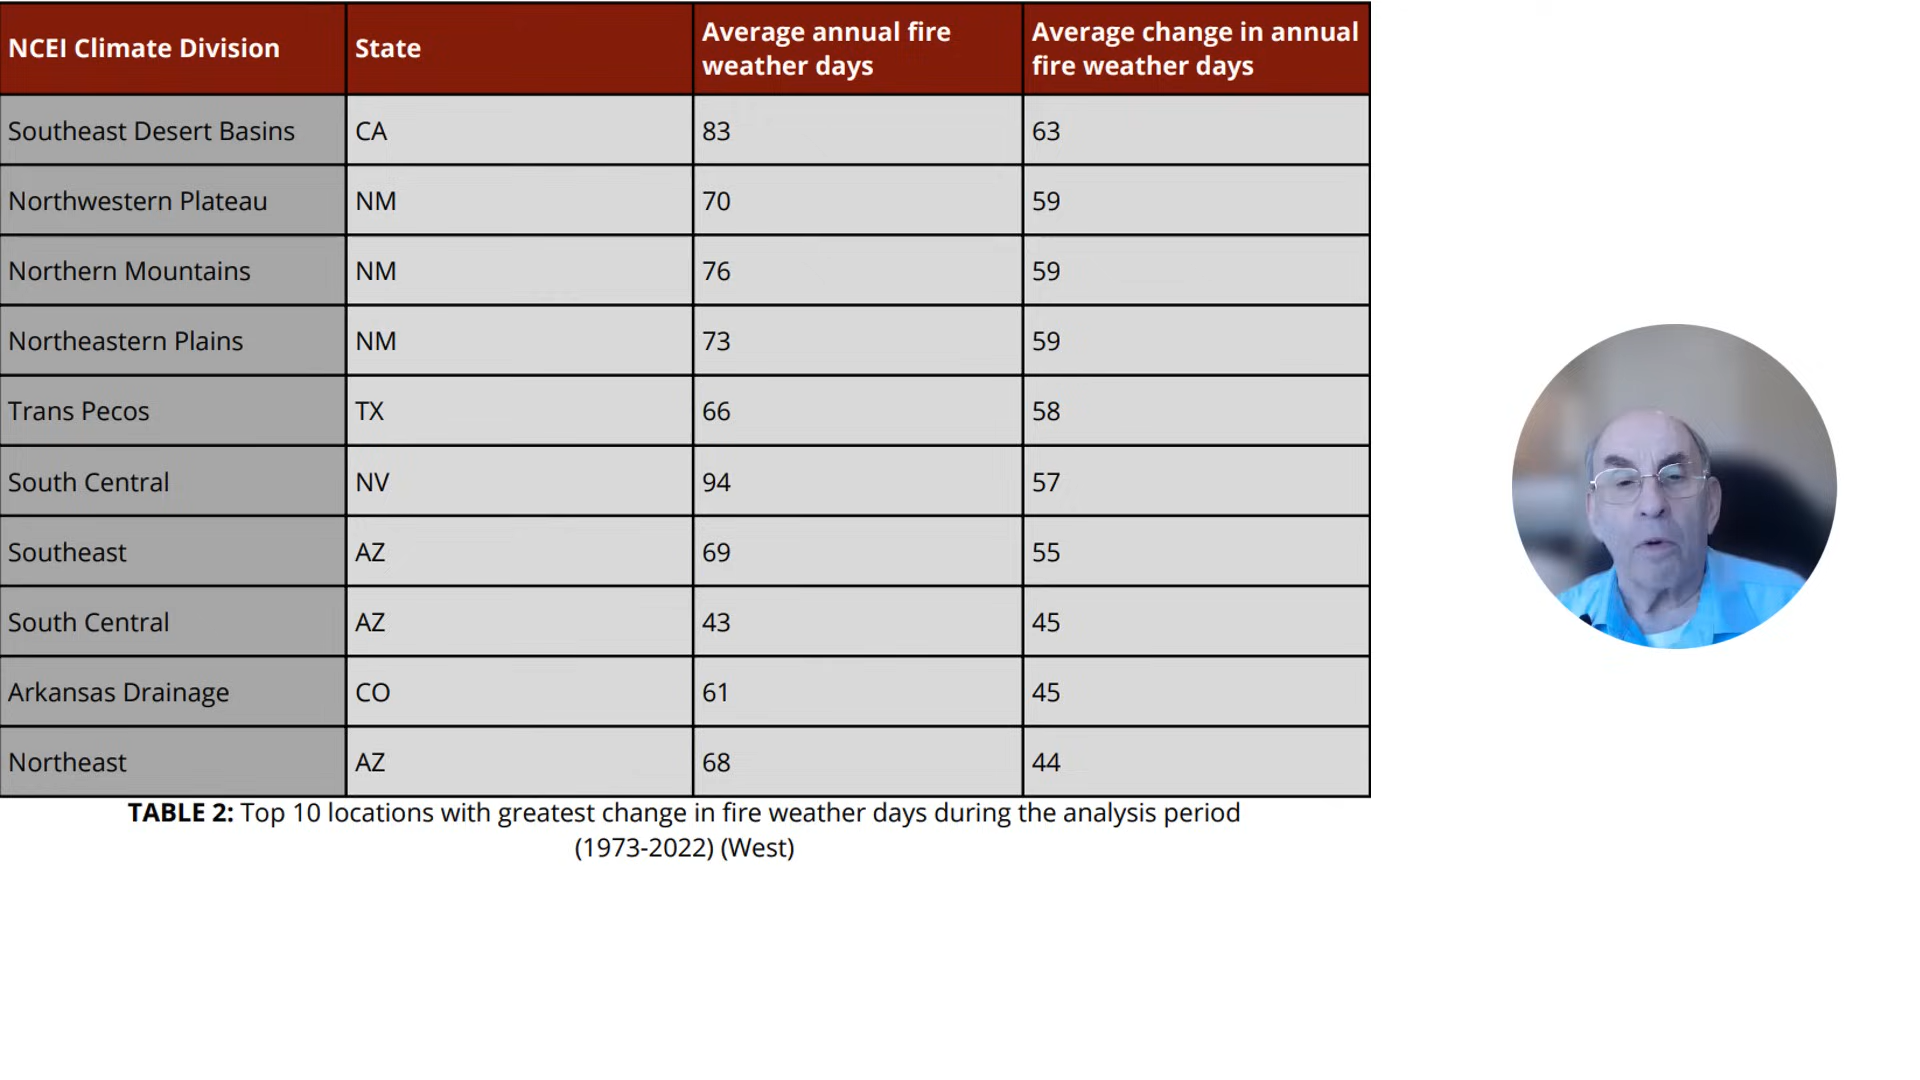 NCEI Climate Division State Average annual fire weather days Average change in annual fire weather days
Southeast Desert Basins CA 83 63
Northwestern Plateau NM 70 59
Northern Mountains NM 76 59
Northeastern Plains NM 73 59
Trans Pecos TX 66 58
South Central NV 94 57
Southeast AZ 69 55
South Central AZ 43 45
Arkansas Drainage CO 61 45
Northeast AZ 68 44
TABLE 2: Top 10 locations with greatest change in fire weather days during the analysis period
(1973-2022) (West)